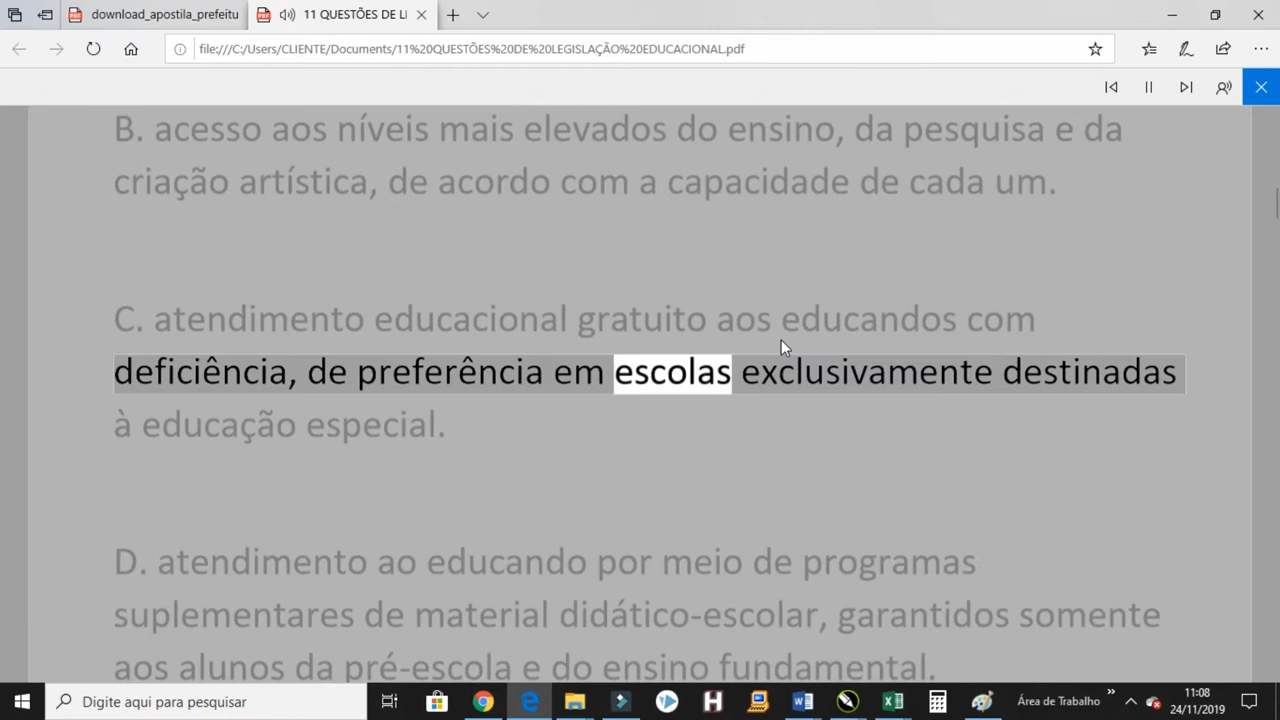 download_apostila_prefeitu
11 QUESTÕES DE LI
file:///C:/Users/CLIENTE/Documents/11%20QUESTÕES%20DE%20LEGISLAÇÃO%20EDUCACIONAL.pdf
B. acesso aos níveis mais elevados do ensino, da pesquisa e da
criação artística, de acordo com a capacidade de cada um.
C. atendimento educacional gratuito aos educandos com
deficiência, de preferência em escolas exclusivamente destinadas
à educação especial.
D. atendimento ao educando por meio de programas
suplementares de material didático-escolar, garantidos somente
aos alunos da pré-escola e do ensino fundamental.
Digite aqui para pesquisar
Área de Trabalho
11:08
24/11/2019